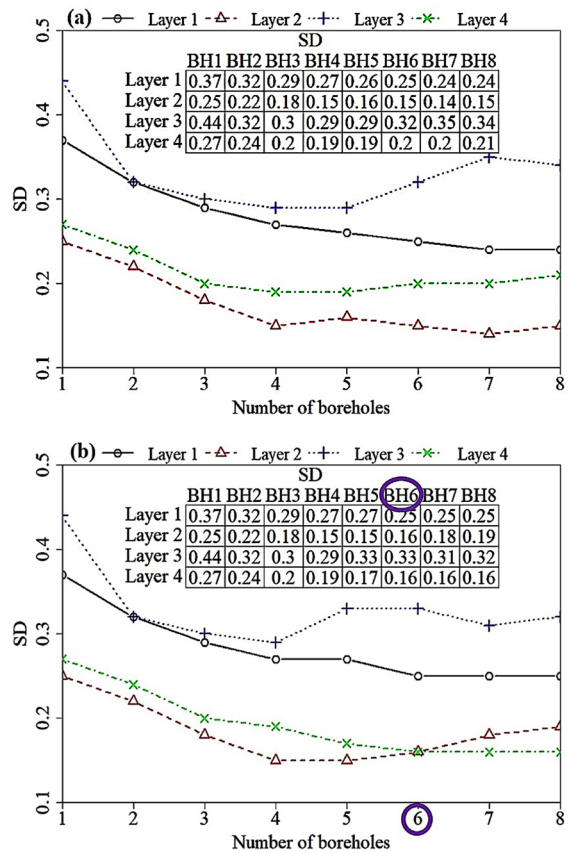 (a) Layer 1 Layer 2 Layer 3 Layer 4
SD
BH1 BH2 BH3 BH4 BH5 BH6 BH7 BH8
Layer 1 0.37 0.32 0.29 0.27 0.26 0.25 0.24 0.24
Layer 2 0.25 0.22 0.18 0.15 0.16 0.15 0.14 0.15
Layer 3 0.44 0.32 0.3 0.29 0.29 0.32 0.35 0.34
Layer 4 0.27 0.24 0.2 0.19 0.19 0.2 0.2 0.21
SD
0.5
0.4
0.3
0.2
0.1
1 2 3 4 5 6 7 8
Number of boreholes
(b) Layer 1 Layer 2 Layer 3 Layer 4
SD
BH1 BH2 BH3 BH4 BH5 BH6 BH7 BH8
Layer 1 0.37 0.32 0.29 0.27 0.27 0.25 0.25 0.25
Layer 2 0.25 0.22 0.18 0.15 0.15 0.16 0.18 0.19
Layer 3 0.44 0.32 0.3 0.29 0.33 0.33 0.31 0.32
Layer 4 0.27 0.24 0.2 0.19 0.17 0.16 0.16 0.16
SD
0.5
0.4
0.3
0.2
0.1
1 2 3 4 5 6 7 8
Number of boreholes